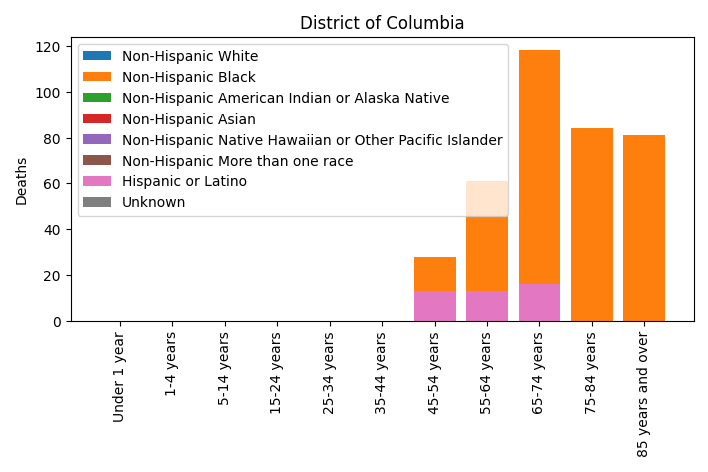 District of Columbia
Non-Hispanic White
Non-Hispanic Black
Non-Hispanic American Indian or Alaska Native
Non-Hispanic Asian
Non-Hispanic Native Hawaiian or Other Pacific Islander
Non-Hispanic More than one race
Hispanic or Latino
Unknown
Deaths
120
100
80
60
40
20
0
Under 1 year
1-4 years
5-14 years
15-24 years
25-34 years
35-44 years
45-54 years
55-64 years
65-74 years
75-84 years
85 years and over